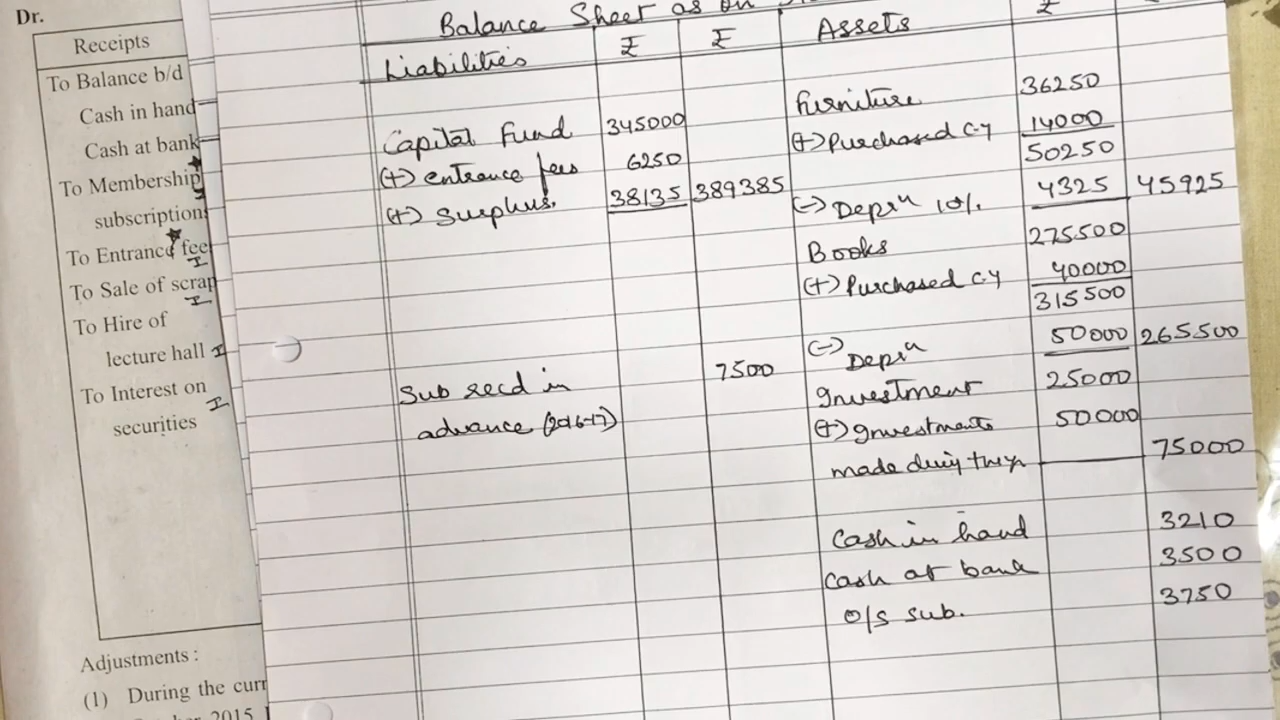 Dr.
Receipts
To Balance b/d
Cash in hand
Cash at bank
To Membership
subscriptions
To Entrance fee
To Sale of scrap
To Hire of
lecture hall I
To Interest on
securities
Adjustments :
(1) During the curr
2015
Balance Sheet as on
Liabilities ₹ ₹ Assets ₹
Capital Fund 345000
(+) entrance fees 6250
(+) Surplus. 38135 389385
Sub recd in 7500
advance (2016-17)
Furniture 36250
(+) Purchased C.Y 14000
50250
(-) Deprn 10% 4325 45925
Books 275500
(+) Purchased C.Y 40000
315500
(-) Deprn 50000 265500
Investment 25000
(+) Investments 50000
made during 75000
Cash in hand 3210
Cash at bank 3500
O/S Sub. 3750